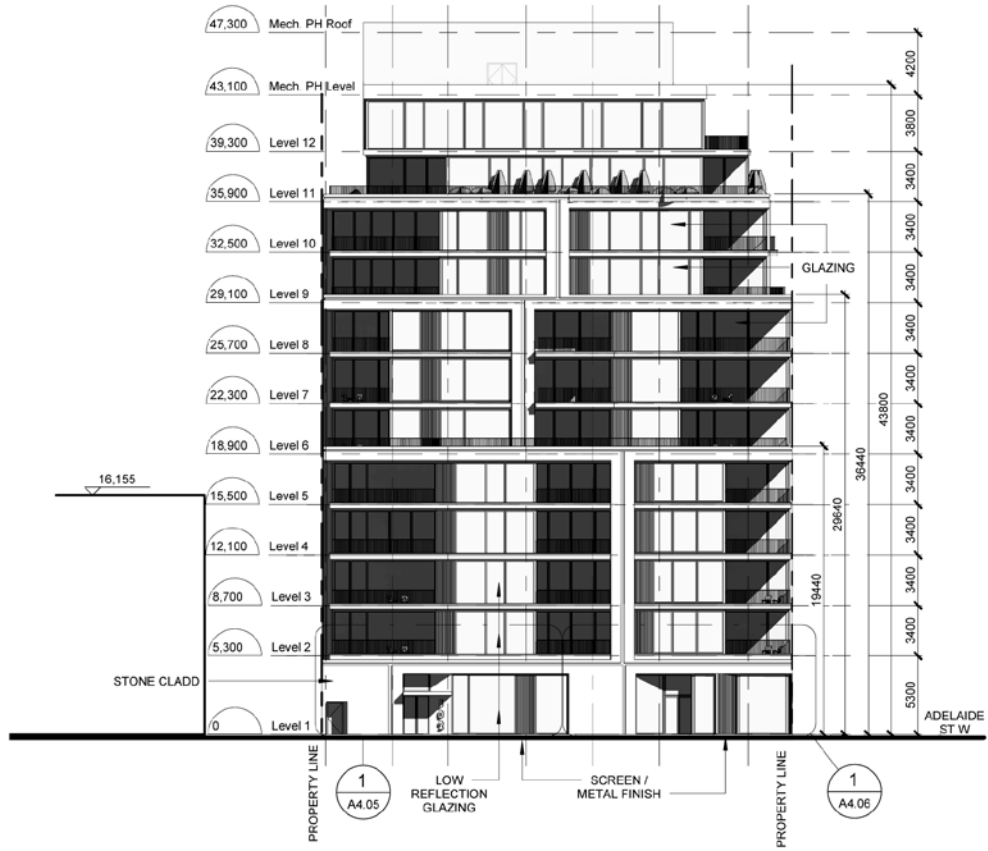 47,300 Mech. PH Roof
4200
43,100 Mech. PH Level
3800
39,300 Level 12
3400
35,900 Level 11
3400
32,500 Level 10
GLAZING
3400
29,100 Level 9
3400
25,700 Level 8
3400
22,300 Level 7
43800
3400
18,900 Level 6
36440
16,155
3400
15,500 Level 5
29640
3400
12,100 Level 4
19440
3400
8,700 Level 3
3400
5,300 Level 2
STONE CLADD
5300
0 Level 1
ADELAIDE
ST W
PROPERTY LINE
1
A4.05
LOW
REFLECTION
GLAZING
SCREEN /
METAL FINISH
PROPERTY LINE
1
A4.06